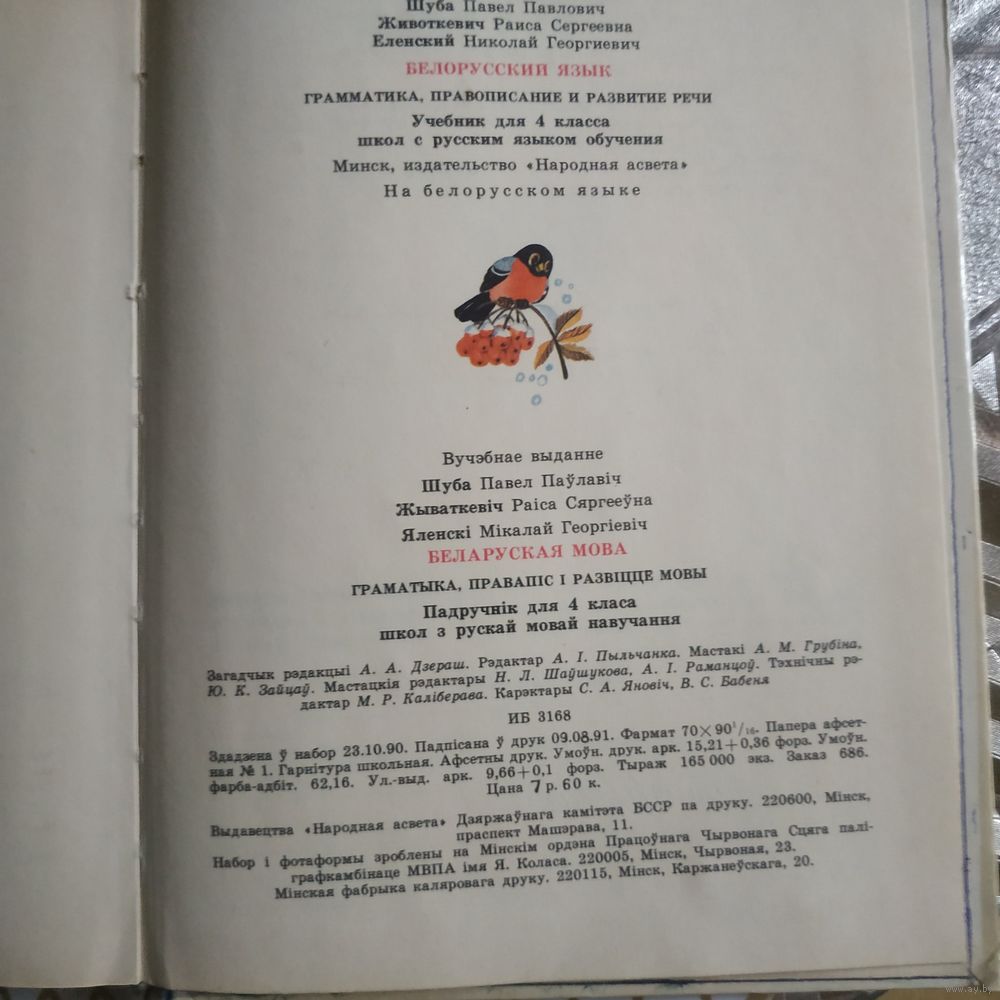 Шуба Павел Павлович
Животкевич Раиса Сергеевна
Еленский Николай Георгиевич
БЕЛОРУССКИЙ ЯЗЫК
ГРАММАТИКА, ПРАВОПИСАНИЕ И РАЗВИТИЕ РЕЧИ
Учебник для 4 класса
школ с русским языком обучения
Минск, издательство «Народная асвета»
На белорусском языке
Вучэбнае выданне
Шуба Павел Паўлавіч
Жываткевіч Раіса Сяргееўна
Яленскі Мікалай Георгіевіч
БЕЛАРУСКАЯ МОВА
ГРАМАТЫКА, ПРАВАПІС І РАЗВІЦЦЕ МОВЫ
Падручнік для 4 класа
школ з рускай мовай навучання
Загадчык рэдакцыі А. А. Дзераш. Рэдактар А. І. Пыльчанка. Мастакі А. М. Грубіна,
Ю. К. Зайцаў. Мастацкія рэдактары Н. Л. Шаўшукова, А. І. Раманцоў. Тэхнічны рэ-
дактар М. Р. Каліберава. Карэктары С. А. Яновіч, В. С. Бабеня
ИБ 3168
Здадзена ў набор 23.10.90. Падпісана ў друк 09.08.91. Фармат 70×90¹/₁₆. Папера афсет-
ная № 1. Гарнітура школьная. Афсетны друк. Умоўн. друк. арк. 15,21+0,36 форз. Умоўн.
фарба-адбіт. 62,16. Ул.-выд. арк. 9,66+0,1 форз. Тыраж 165 000 экз. Заказ 686.
Цана 7 р. 60 к.
Выдавецтва «Народная асвета» Дзяржаўнага камітэта БССР па друку. 220600, Мінск,
праспект Машэрава, 11.
Набор і фотаформы зроблены на Мінскім ордэна Працоўнага Чырвонага Сцяга палі-
графкамбінаце МВПА імя Я. Коласа. 220005, Мінск, Чырвоная, 23.
Мінская фабрыка каляровага друку. 220115, Мінск, Каржанеўскага, 20.
www.ay.by